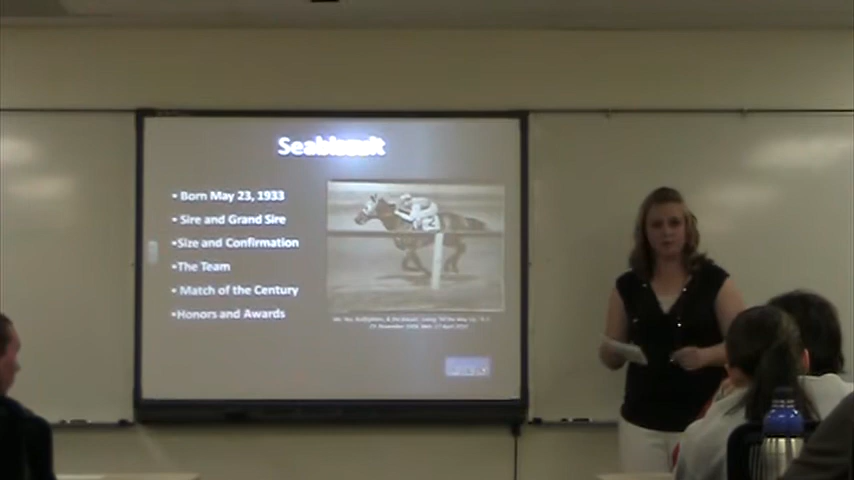 Seabiscuit
• Born May 23, 1933
• Sire and Grand Sire
•Size and Confirmation
•The Team
• Match of the Century
•Honors and Awards